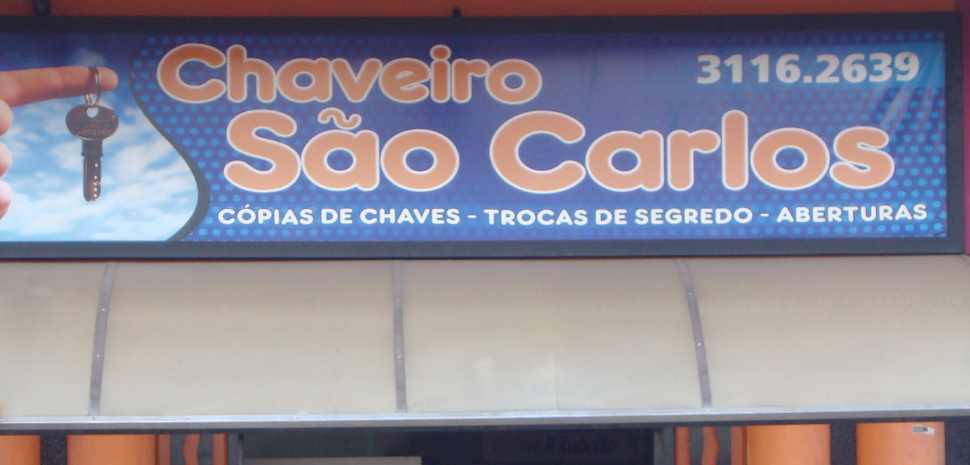 Chaveiro
3116.2639
São Carlos
CÓPIAS DE CHAVES - TROCAS DE SEGREDO - ABERTURAS